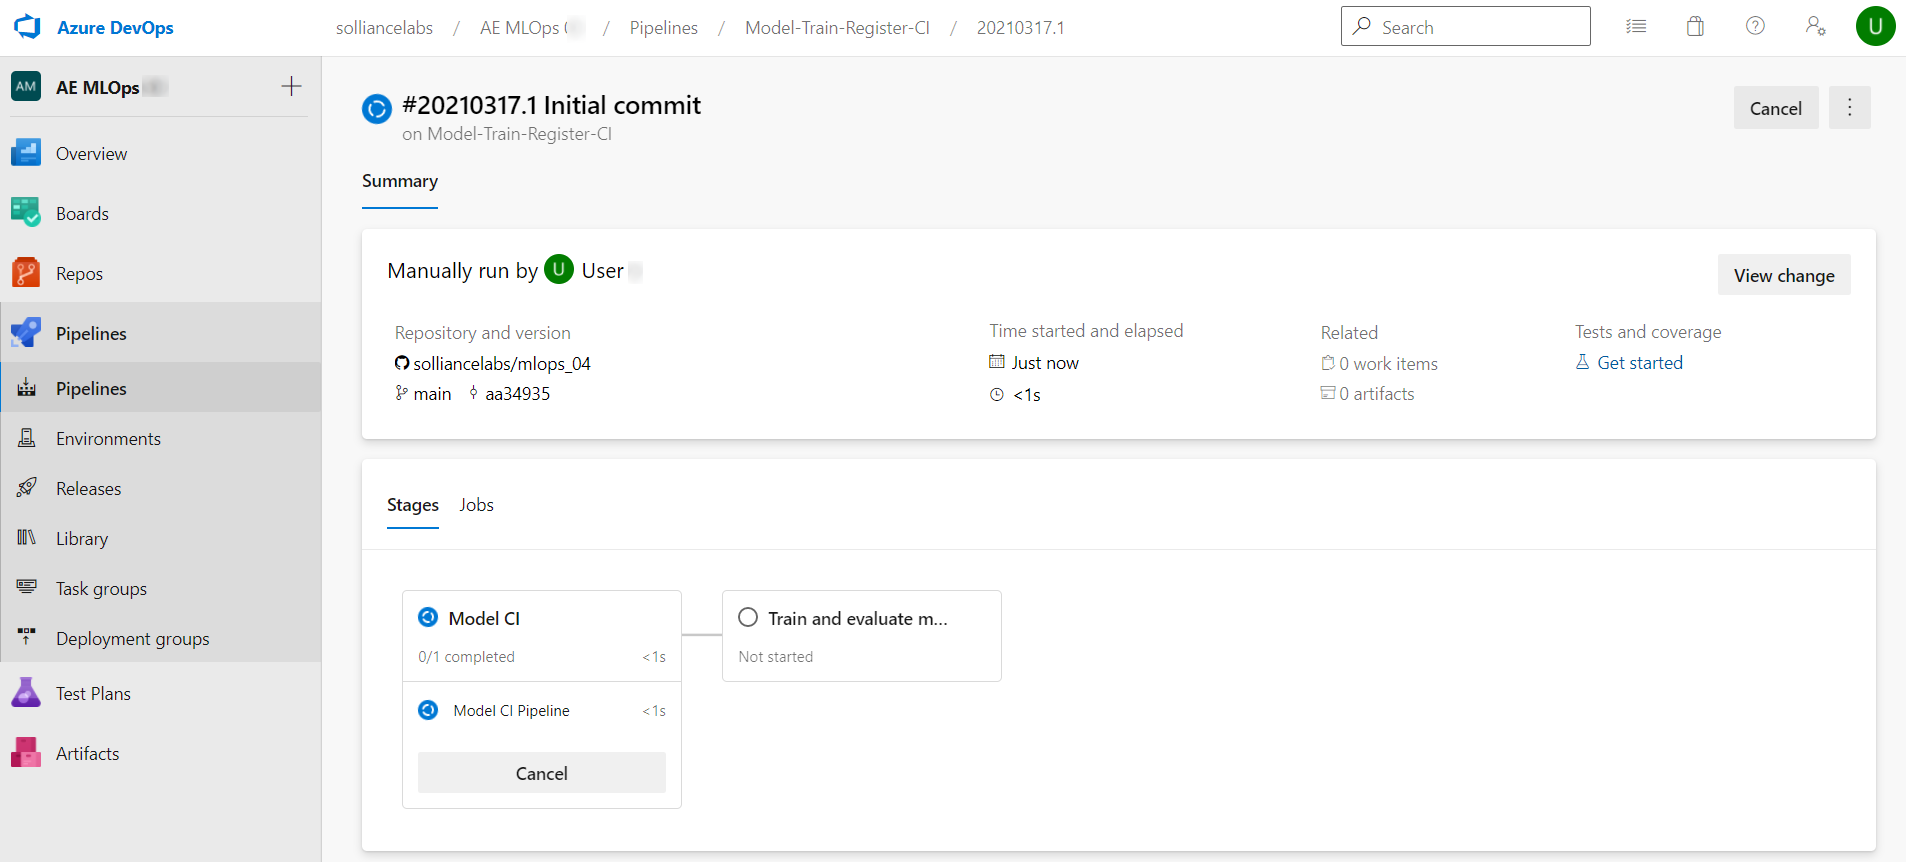 Azure DevOps
solliancelabs / AE MLOps / Pipelines / Model-Train-Register-CI / 20210317.1
Search
U
AM
AE MLOps
Overview
Boards
Repos
Pipelines
Pipelines
Environments
Releases
Library
Task groups
Deployment groups
Test Plans
Artifacts
#20210317.1 Initial commit
on Model-Train-Register-CI
Cancel
Summary
Manually run by U User
View change
Repository and version
solliancelabs/mlops_04
main aa34935
Time started and elapsed
Just now
<1s
Related
0 work items
0 artifacts
Tests and coverage
Get started
Stages Jobs
Model CI
0/1 completed <1s
Model CI Pipeline <1s
Cancel
Train and evaluate m...
Not started